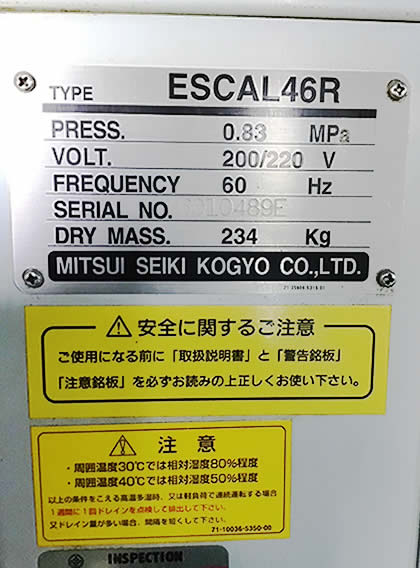 TYPE ESCAL46R
PRESS. 0.83 MPa
VOLT. 200/220 V
FREQUENCY 60 Hz
SERIAL NO.
DRY MASS. 234 Kg
MITSUI SEIKI KOGYO CO.,LTD.
⚠安全に関するご注意
ご使用になる前に「取扱説明書」と「警告銘板」
「注意銘板」を必ずお読みの上正しくお使い下さい。
⚠ 注 意
・周囲温度30℃では相対湿度80%程度
・周囲温度40℃では相対湿度50%程度
以上の条件をこえる高温多湿時、又は軽負荷で連続運転する場合
1週間に1回ドレインを点検して排出して下さい。
又ドレイン量が多い場合、間隔を短くして下さい。
71-10036-5350-00
INSPECTION